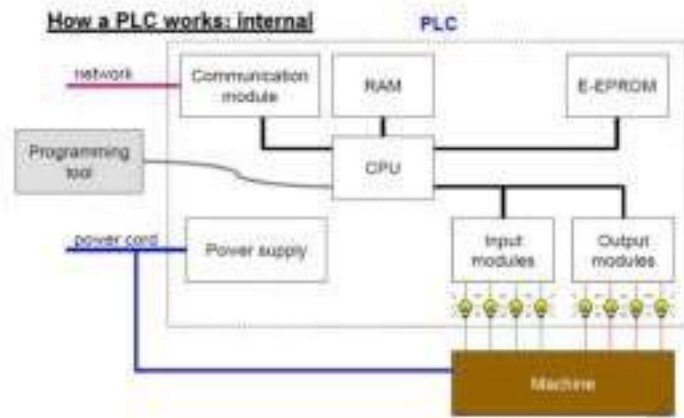 How a PLC works: internal
PLC
network
Communication
module
RAM
E-EPROM
Programming
tool
CPU
power cord
Power supply
Input
modules
Output
modules
Machine